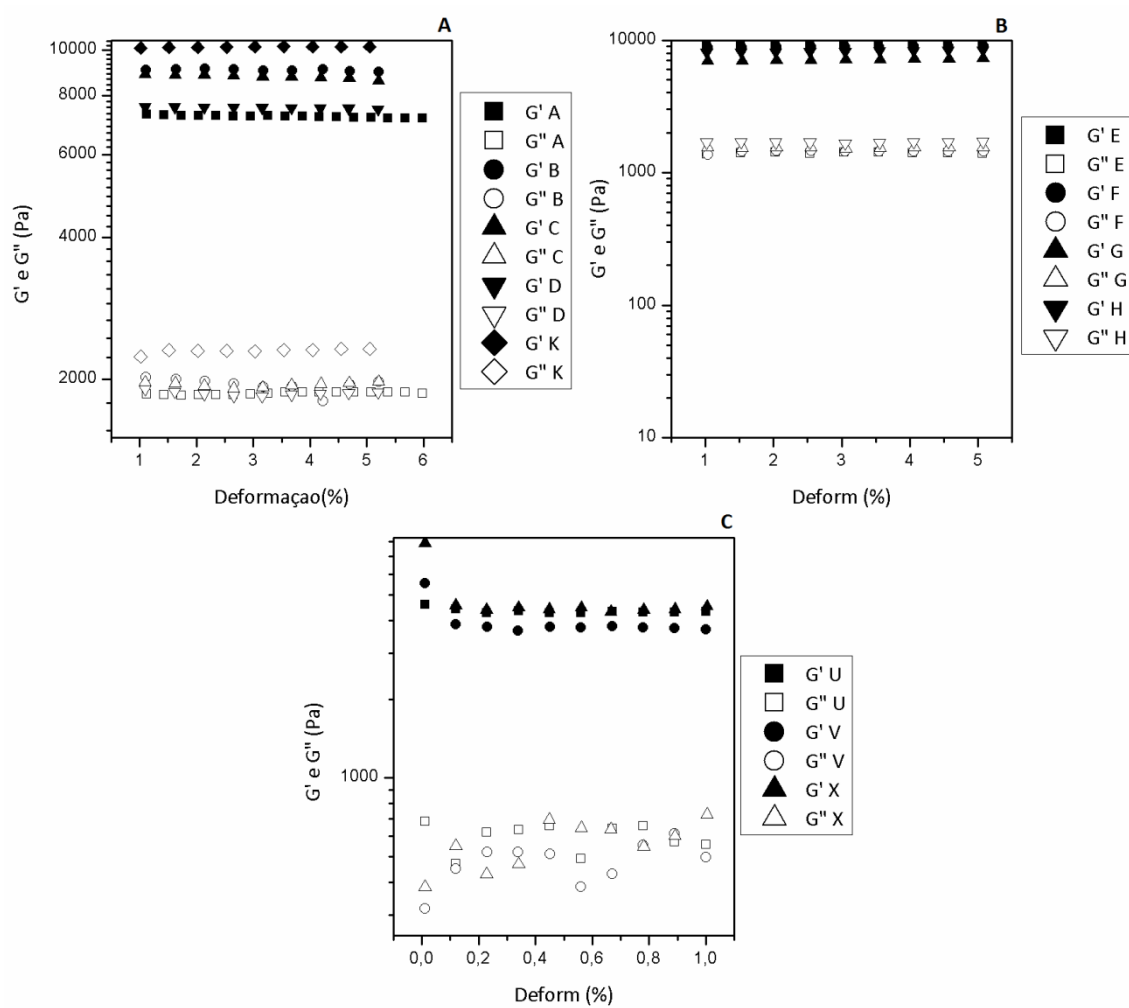 A
10000
8000
6000
4000
2000
G' e G'' (Pa)
1 2 3 4 5 6
Deformaçao(%)
G' A
G'' A
G' B
G'' B
G' C
G'' C
G' D
G'' D
G' K
G'' K
B
10000
1000
100
10
G' e G'' (Pa)
1 2 3 4 5
Deform (%)
G' E
G'' E
G' F
G'' F
G' G
G'' G
G' H
G'' H
C
1000
G' e G'' (Pa)
0,0 0,2 0,4 0,6 0,8 1,0
Deform (%)
G' U
G'' U
G' V
G'' V
G' X
G'' X